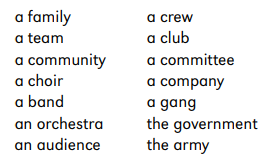 a family
a team
a community
a choir
a band
an orchestra
an audience
a crew
a club
a committee
a company
a gang
the government
the army